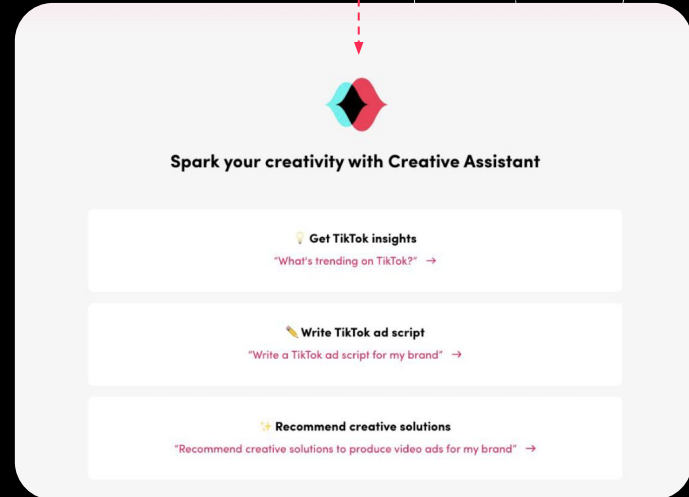 Spark your creativity with Creative Assistant
💡 Get TikTok insights
"What's trending on TikTok?" →
✏️ Write TikTok ad script
"Write a TikTok ad script for my brand" →
✨ Recommend creative solutions
"Recommend creative solutions to produce video ads for my brand" →